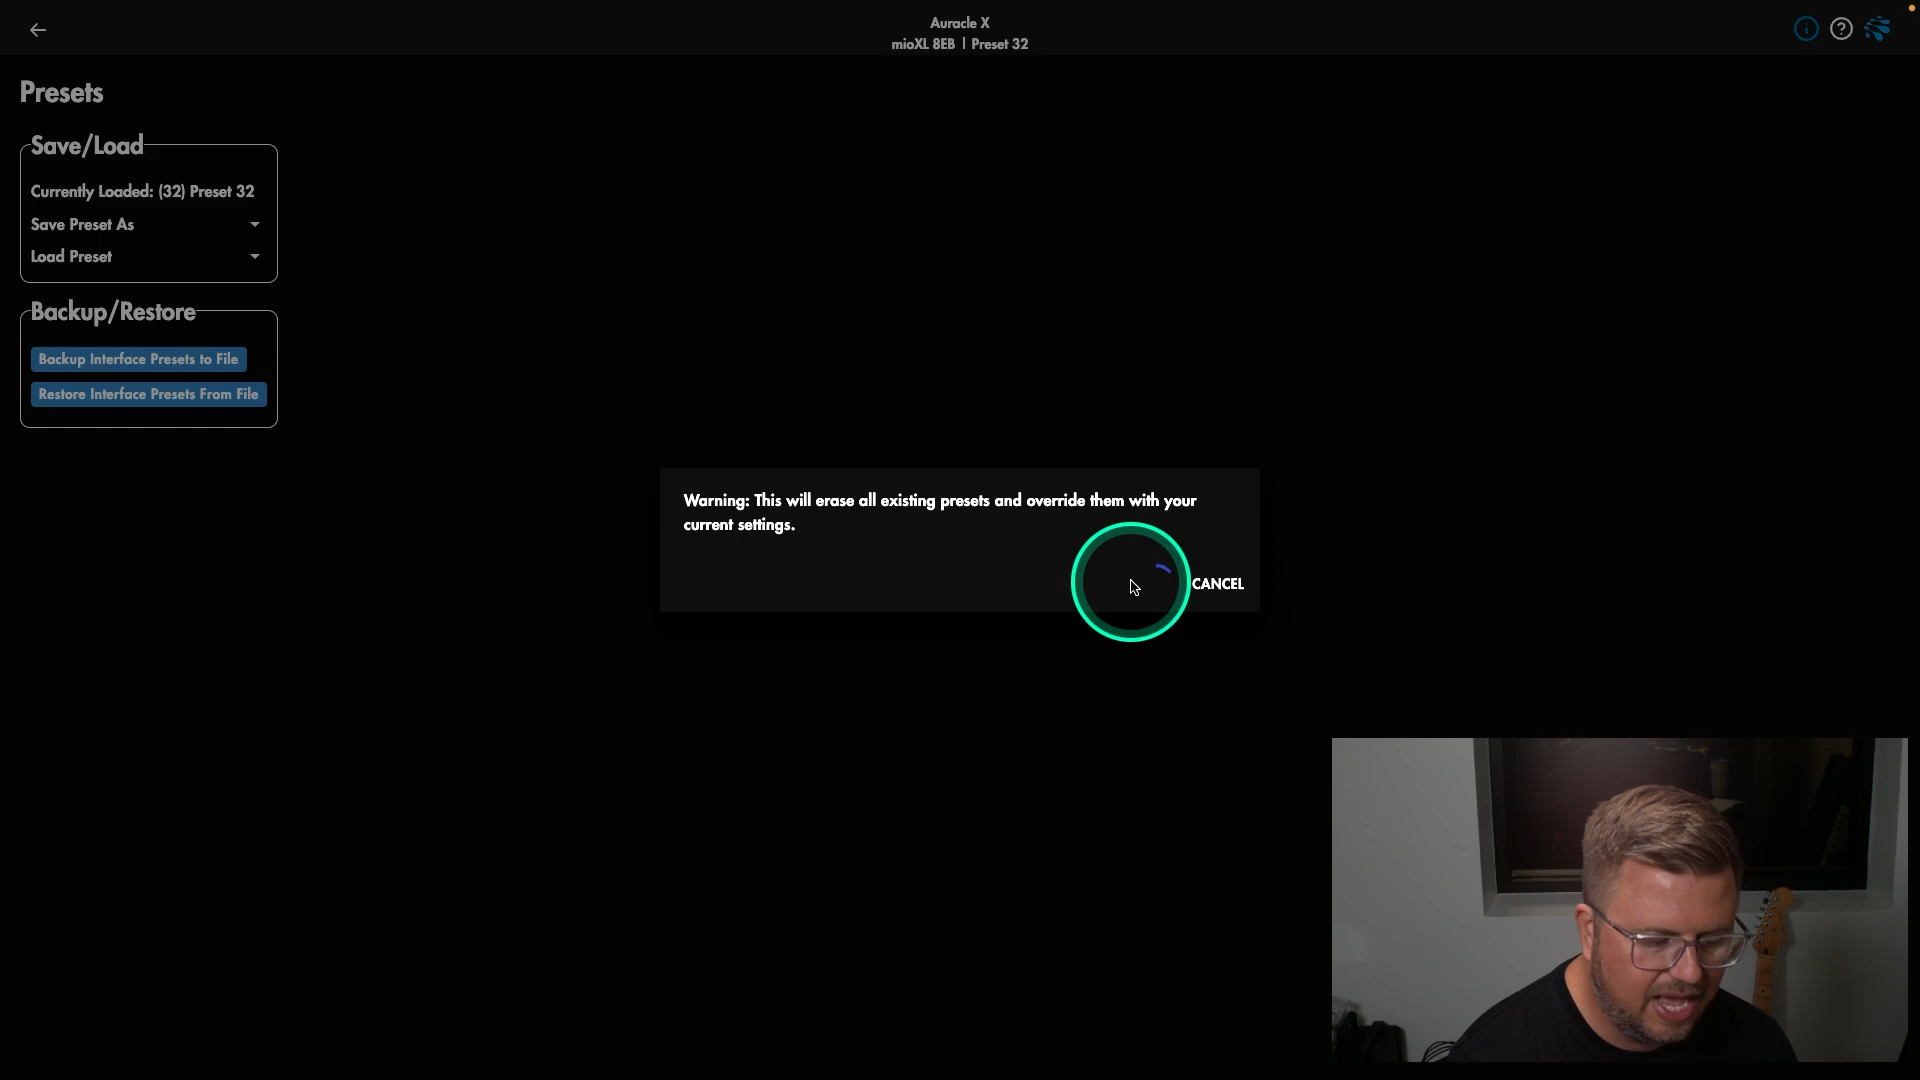 Auracle X
mioXL 8EB | Preset 32
Presets
Save/Load
Currently Loaded: (32) Preset 32
Save Preset As
Load Preset
Backup/Restore
Backup Interface Presets to File
Restore Interface Presets From File
Warning: This will erase all existing presets and override them with your
current settings.
CANCEL